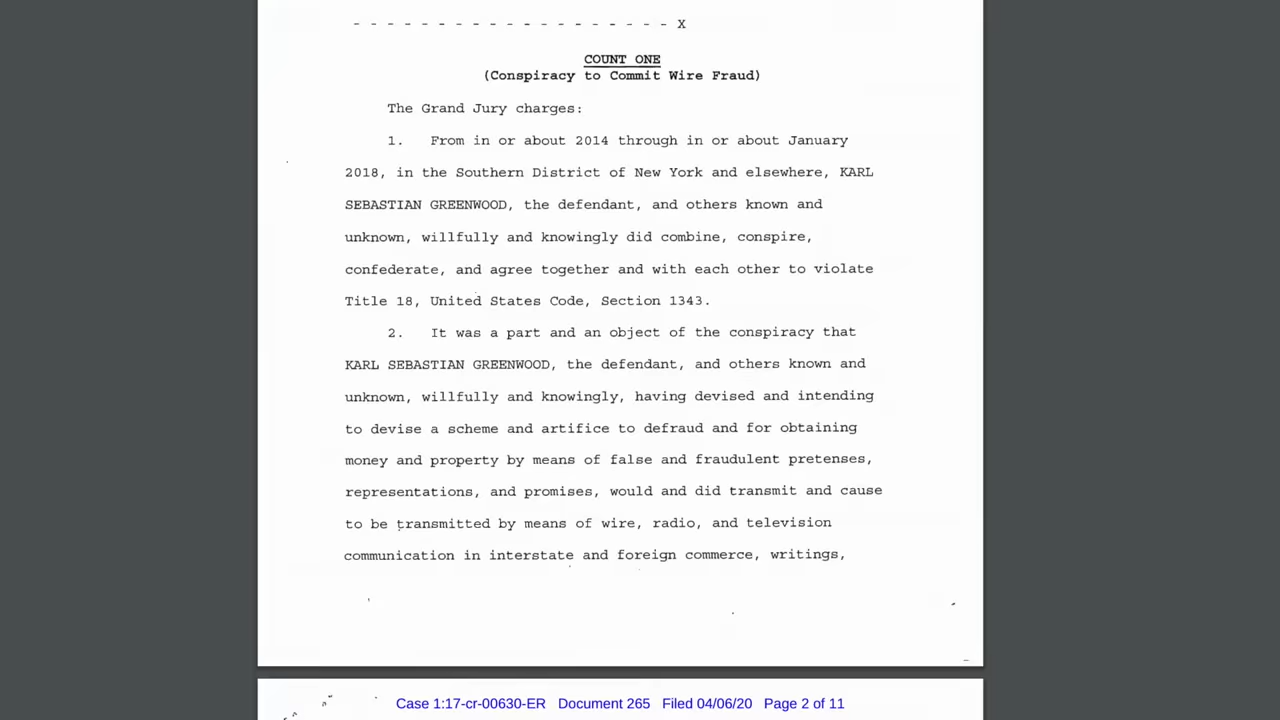 - - - - - - - - - - - - - - - - - - - X
COUNT ONE
(Conspiracy to Commit Wire Fraud)
The Grand Jury charges:
1. From in or about 2014 through in or about January
2018, in the Southern District of New York and elsewhere, KARL
SEBASTIAN GREENWOOD, the defendant, and others known and
unknown, willfully and knowingly did combine, conspire,
confederate, and agree together and with each other to violate
Title 18, United States Code, Section 1343.
2. It was a part and an object of the conspiracy that
KARL SEBASTIAN GREENWOOD, the defendant, and others known and
unknown, willfully and knowingly, having devised and intending
to devise a scheme and artifice to defraud and for obtaining
money and property by means of false and fraudulent pretenses,
representations, and promises, would and did transmit and cause
to be transmitted by means of wire, radio, and television
communication in interstate and foreign commerce, writings,
Case 1:17-cr-00630-ER Document 265 Filed 04/06/20 Page 2 of 11